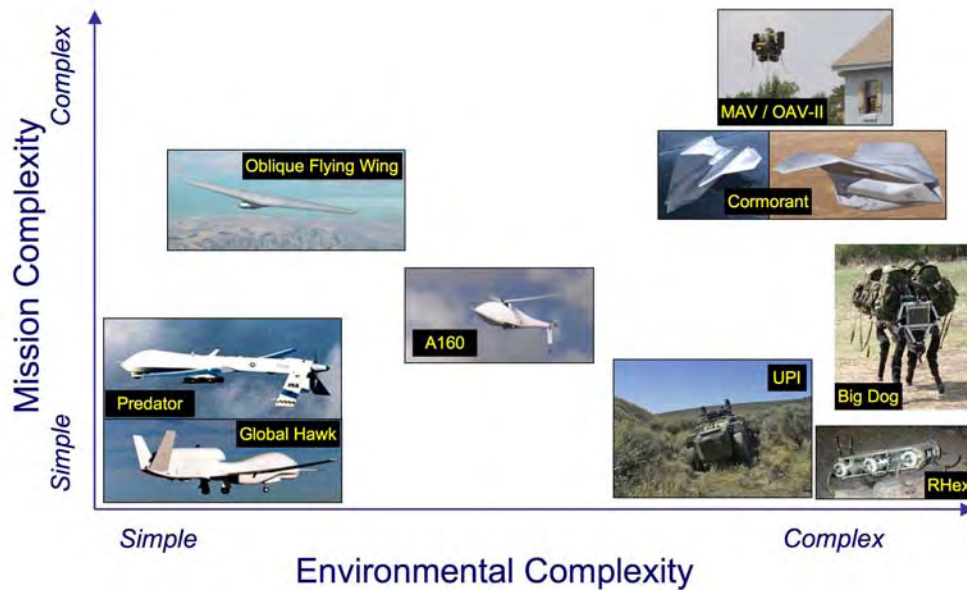 Mission Complexity
Complex
Simple
MAV / OAV-II
Oblique Flying Wing
Cormorant
A160
UPI
Big Dog
Predator
Global Hawk
RHex
Simple
Complex
Environmental Complexity